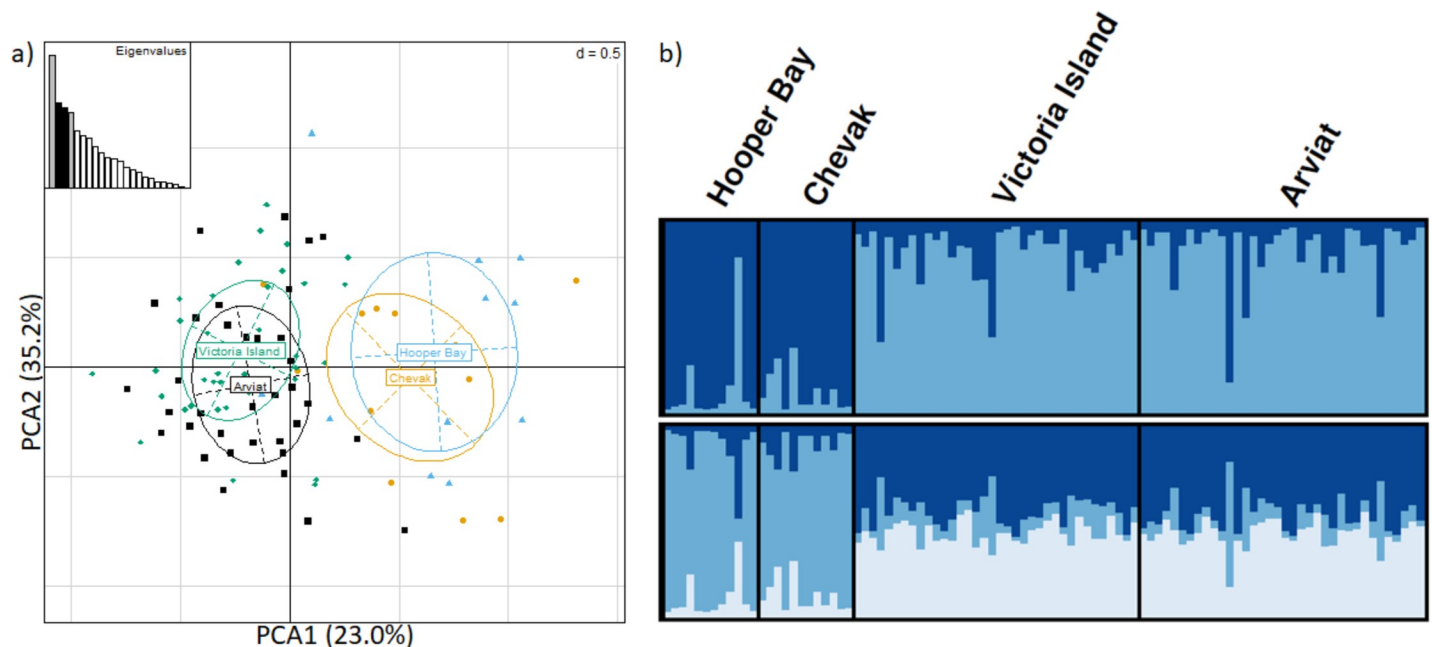 a)
Eigenvalues
d = 0.5
Victoria Island
Arviat
Hooper Bay
Chevak
PCA2 (35.2%)
PCA1 (23.0%)
b)
Hooper Bay
Chevak
Victoria Island
Arviat